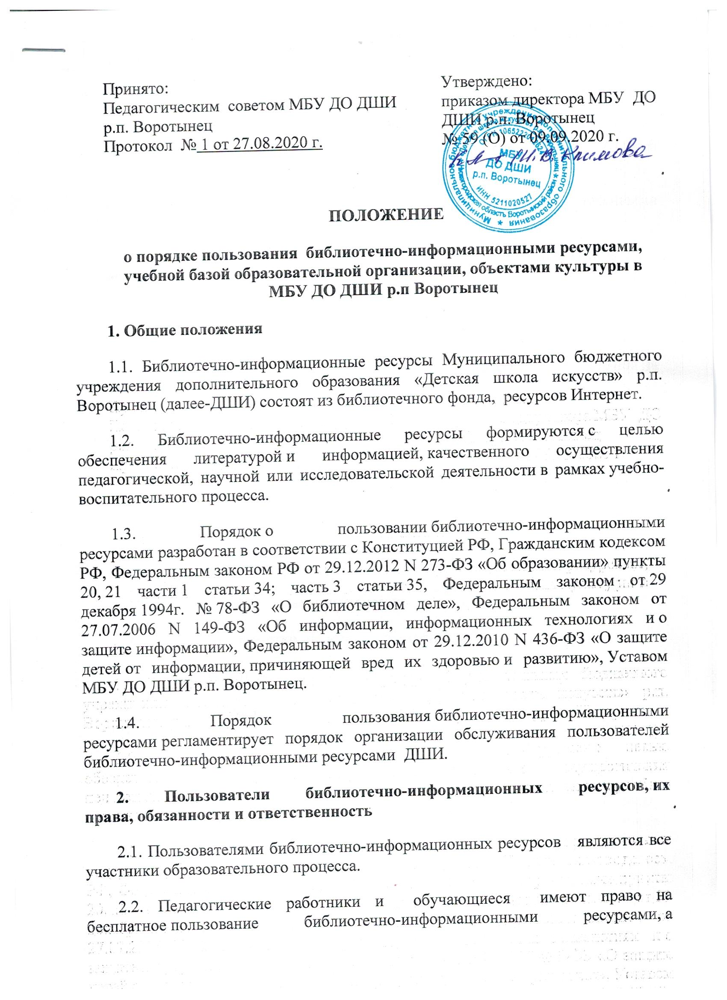 Принято:
Педагогическим советом МБУ ДО ДШИ
р.п. Воротынец
Протокол № 1 от 27.08.2020 г.
Утверждено:
приказом директора МБУ ДО
ДШИ р.п. Воротынец
№ 59 (О) от 09.09.2020 г.
Н.В. Климова
Муниципальное бюджетное учреждение дополнительного образования
МБУ
ДО ДШИ
р.п. Воротынец
ИНН 5211020527
ПОЛОЖЕНИЕ
о порядке пользования библиотечно-информационными ресурсами,
учебной базой образовательной организации, объектами культуры в
МБУ ДО ДШИ р.п Воротынец
1. Общие положения
1.1. Библиотечно-информационные ресурсы Муниципального бюджетного
учреждения дополнительного образования «Детская школа искусств» р.п.
Воротынец (далее-ДШИ) состоят из библиотечного фонда, ресурсов Интернет.
1.2. Библиотечно-информационные ресурсы формируются с целью
обеспечения литературой и информацией, качественного осуществления
педагогической, научной или исследовательской деятельности в рамках учебно-
воспитательного процесса.
1.3. Порядок о пользовании библиотечно-информационными
ресурсами разработан в соответствии с Конституцией РФ, Гражданским кодексом
РФ, Федеральным законом РФ от 29.12.2012 N 273-ФЗ «Об образовании» пункты
20, 21 части 1 статьи 34; часть 3 статьи 35, Федеральным законом от 29
декабря 1994г. № 78-ФЗ «О библиотечном деле», Федеральным законом от
27.07.2006 N 149-ФЗ «Об информации, информационных технологиях и о
защите информации», Федеральным законом от 29.12.2010 N 436-ФЗ «О защите
детей от информации, причиняющей вред их здоровью и развитию», Уставом
МБУ ДО ДШИ р.п. Воротынец.
1.4. Порядок пользования библиотечно-информационными
ресурсами регламентирует порядок организации обслуживания пользователей
библиотечно-информационными ресурсами ДШИ.
2. Пользователи библиотечно-информационных ресурсов, их
права, обязанности и ответственность
2.1. Пользователями библиотечно-информационных ресурсов являются все
участники образовательного процесса.
2.2. Педагогические работники и обучающиеся имеют право на
бесплатное пользование библиотечно-информационными ресурсами, а